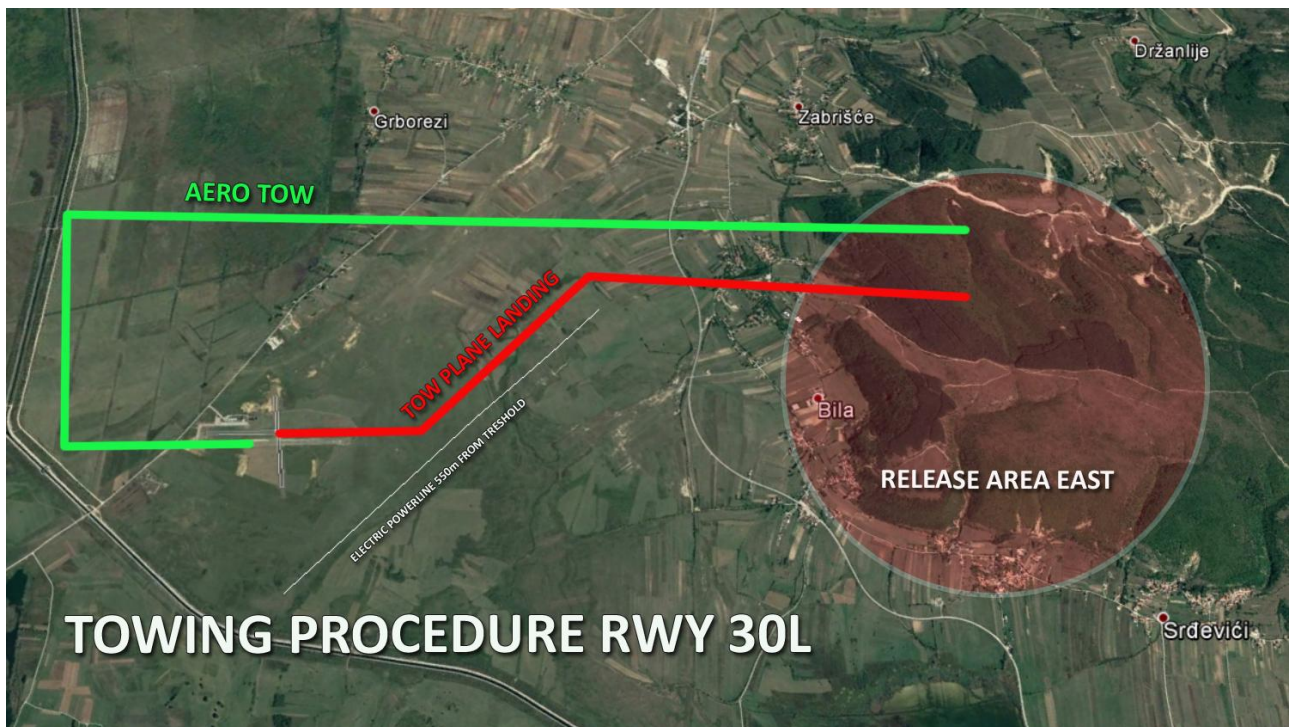 Držanlije
Zabrišće
Grborezi
AERO TOW
TOW PLANE LANDING
Bila
ELECTRIC POWERLINE 550m FROM TRESHOLD
RELEASE AREA EAST
TOWING PROCEDURE RWY 30L
Srđevići